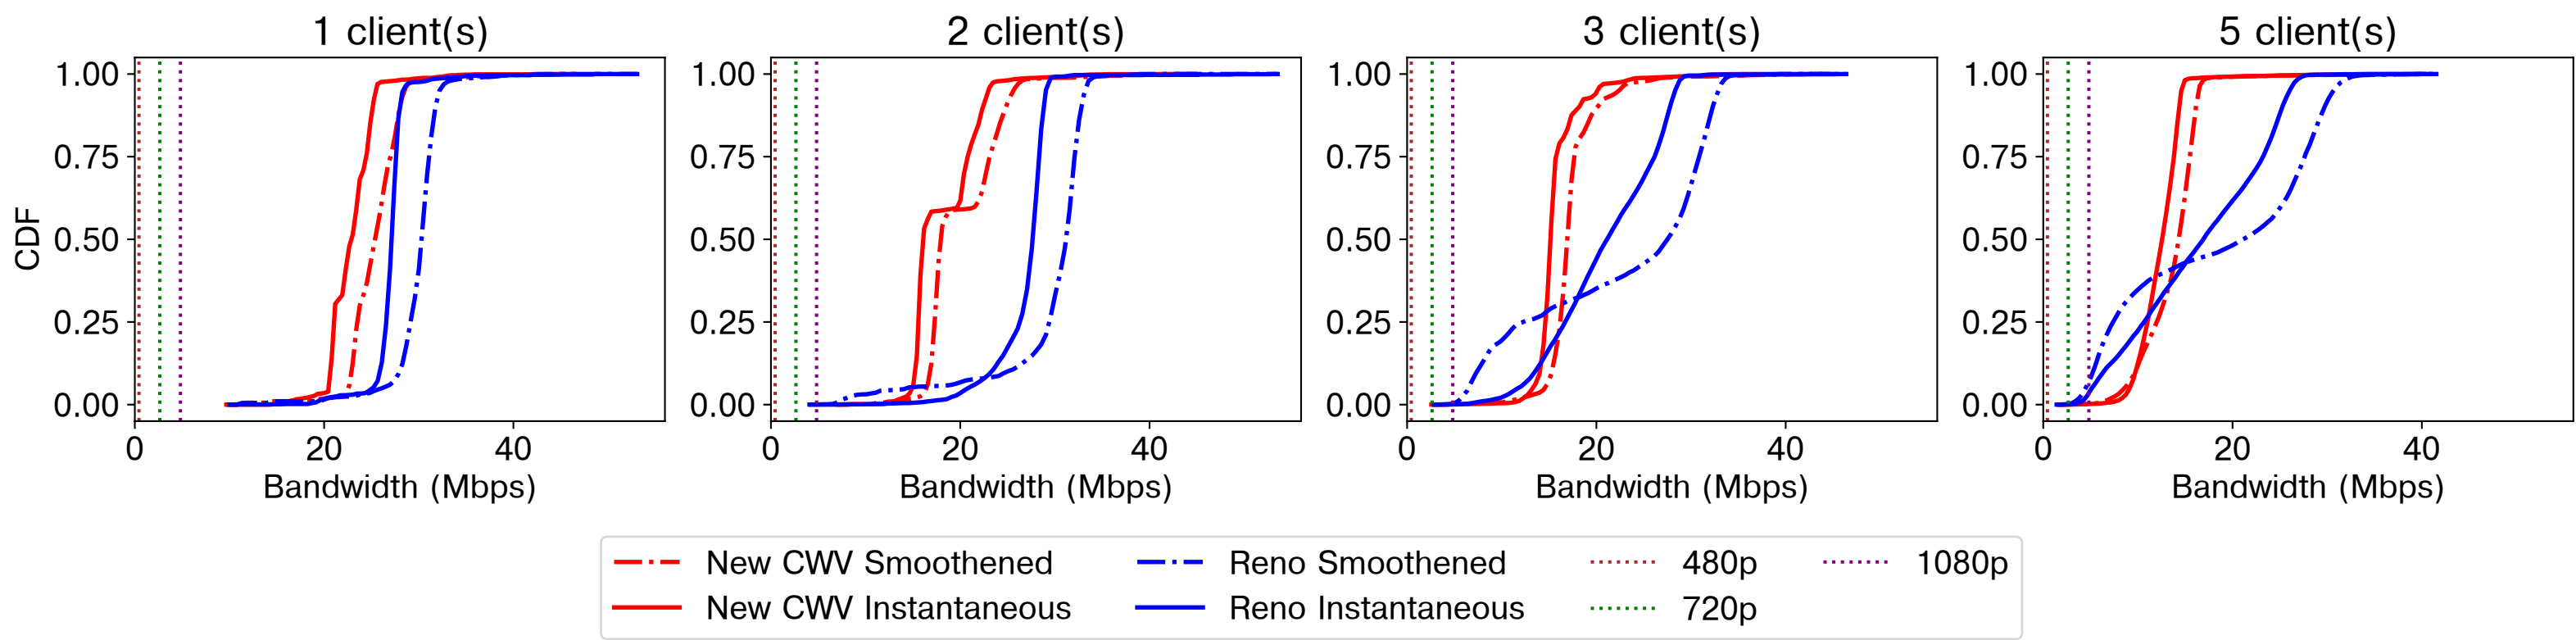 1 client(s)
2 client(s)
3 client(s)
5 client(s)
CDF
1.00
0.75
0.50
0.25
0.00
0
20
40
Bandwidth (Mbps)
1.00
0.75
0.50
0.25
0.00
0
20
40
Bandwidth (Mbps)
1.00
0.75
0.50
0.25
0.00
0
20
40
Bandwidth (Mbps)
1.00
0.75
0.50
0.25
0.00
0
20
40
Bandwidth (Mbps)
New CWV Smoothened
New CWV Instantaneous
Reno Smoothened
Reno Instantaneous
480p
720p
1080p